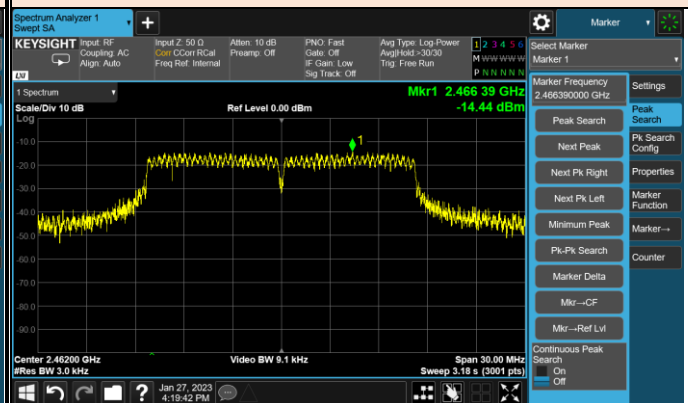 Spectrum Analyzer 1
Swept SA
+
Marker
KEYSIGHT
Input: RF
Coupling: AC
Align: Auto
Input Z: 50 Ω
Corr CCorr RCal
Freq Ref: Internal
Atten: 10 dB
Preamp: Off
PNO: Fast
Gate: Off
IF Gain: Low
Sig Track: Off
Avg Type: Log-Power
Avg|Hold:>30/30
Trig: Free Run
1 2 3 4 5 6
M W W W W W
P N N N N N
LXI
Select Marker
Marker 1
1 Spectrum
Mkr1 2.466 39 GHz
Scale/Div 10 dB
Ref Level 0.00 dBm
-14.44 dBm
Log
1
-10.0
-20.0
-30.0
-40.0
-50.0
-60.0
-70.0
-80.0
-90.0
Center 2.46200 GHz
Video BW 9.1 kHz
Span 30.00 MHz
#Res BW 3.0 kHz
Sweep 3.18 s (3001 pts)
Marker Frequency
2.466390000 GHz
Peak Search
Next Peak
Next Pk Right
Next Pk Left
Minimum Peak
Pk-Pk Search
Marker Delta
Mkr→CF
Mkr→Ref Lvl
Continuous Peak
Search
On
Off
Settings
Peak
Search
Pk Search
Config
Properties
Marker
Function
Marker→
Counter
?
Jan 27, 2023
4:19:42 PM